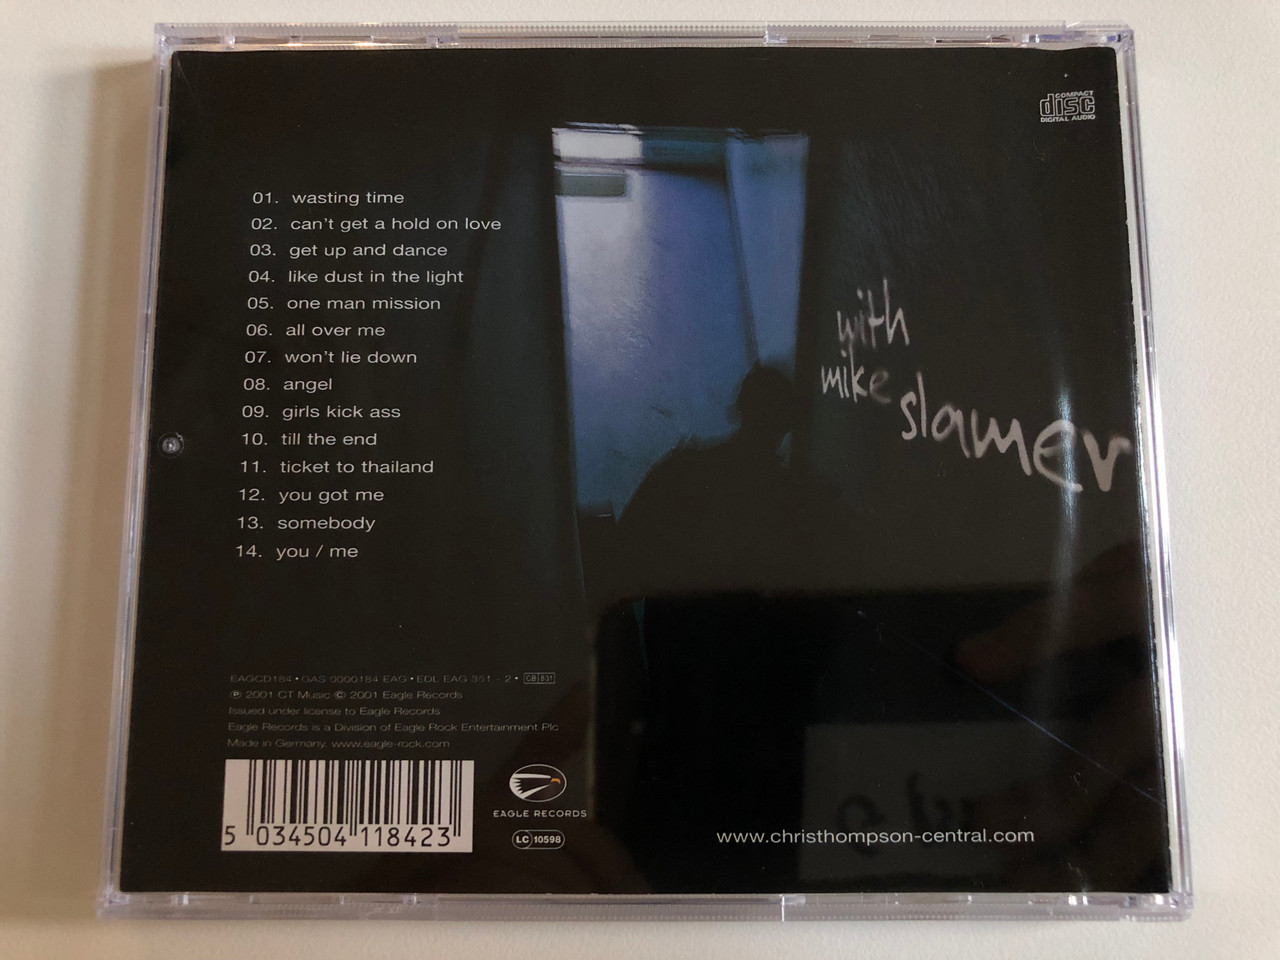 COMPACT
disc
DIGITAL AUDIO
01. wasting time
02. can't get a hold on love
03. get up and dance
04. like dust in the light
05. one man mission
06. all over me
07. won't lie down
08. angel
09. girls kick ass
10. till the end
11. ticket to thailand
12. you got me
13. somebody
14. you / me
with
mike
slamer
EAGCD184 • GAS 0000184 EAG • EDL EAG 351 - 2 •
℗ 2001 CT Music © 2001 Eagle Records
Issued under license to Eagle Records
Eagle Records is a Division of Eagle Rock Entertainment Plc
Made in Germany. www.eagle-rock.com
5 034504 118423
EAGLE RECORDS
LC 10598
www.christhompson-central.com